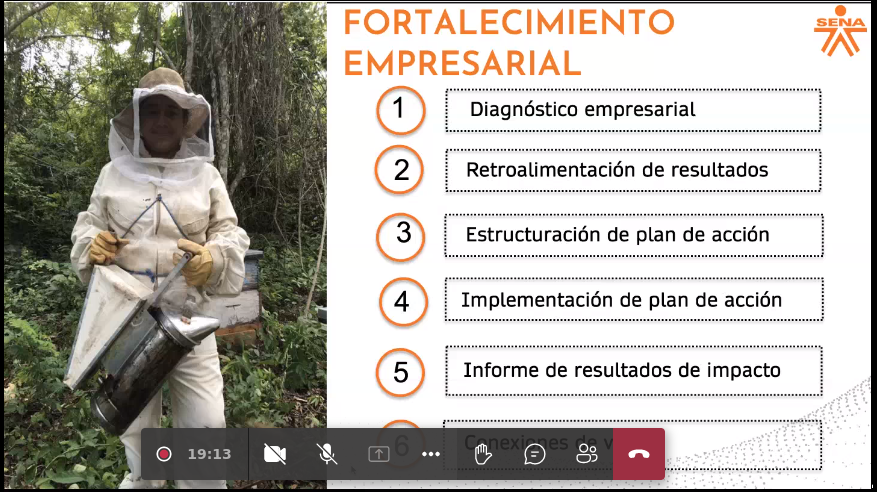 FORTALECIMIENTO
EMPRESARIAL
SENA
1 Diagnóstico empresarial
2 Retroalimentación de resultados
3 Estructuración de plan de acción
4 Implementación de plan de acción
5 Informe de resultados de impacto
6 Conexiones de
19:13